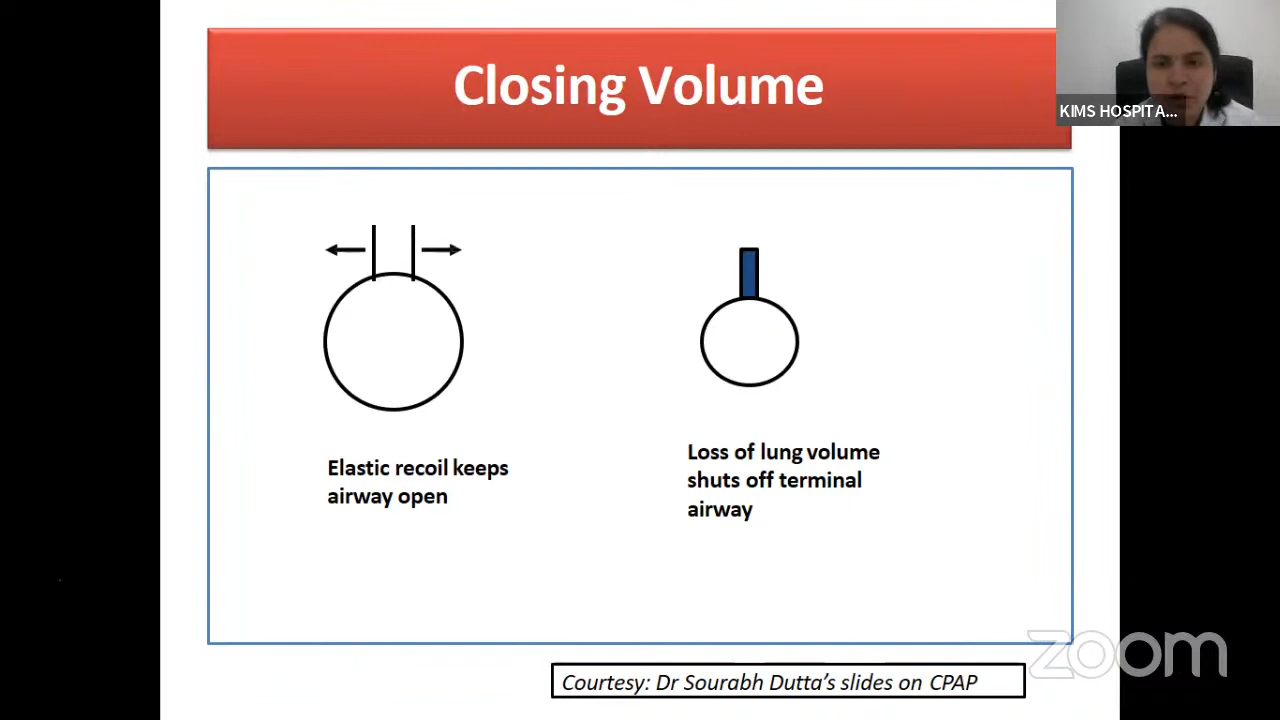 Closing Volume
KIMS HOSPITA...
Elastic recoil keeps
airway open
Loss of lung volume
shuts off terminal
airway
zoom
Courtesy: Dr Sourabh Dutta's slides on CPAP